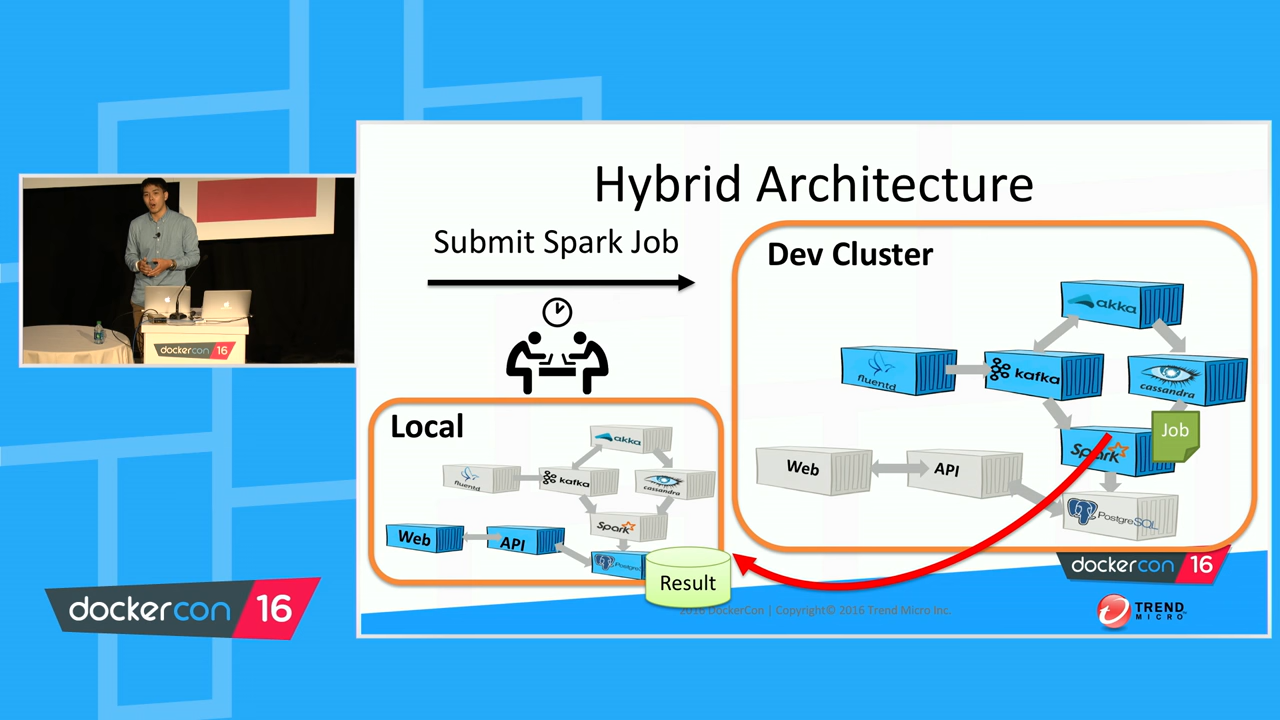 Hybrid Architecture
Submit Spark Job
Dev Cluster
akka
fluentd
kafka
cassandra
Job
Spark
Web
API
PostgreSQL
Local
akka
fluentd
kafka
cassandra
Spark
Web
API
Postgre
Result
2016 DockerCon | Copyright© 2016 Trend Micro Inc.
dockercon 16
TREND
MICRO
dockercon 16
dockercon 16